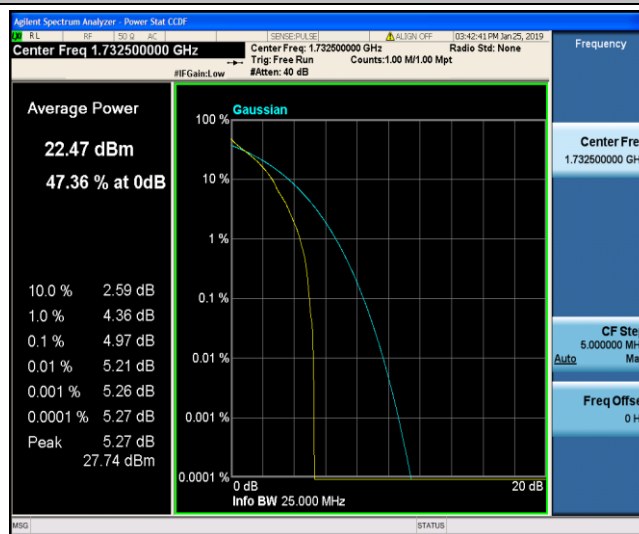 Agilent Spectrum Analyzer - Power Stat CCDF
RL RF 50 Ω AC SENSE:PULSE ALIGN OFF 03:42:41 PM Jan 25, 2019
Center Freq 1.732500000 GHz
Center Freq: 1.732500000 GHz Radio Std: None
Trig: Free Run Counts:1.00 M/1.00 Mpt
#IFGain:Low #Atten: 40 dB
Frequency
Average Power
22.47 dBm
47.36 % at 0dB
10.0 % 2.59 dB
1.0 % 4.36 dB
0.1 % 4.97 dB
0.01 % 5.21 dB
0.001 % 5.26 dB
0.0001 % 5.27 dB
Peak 5.27 dB
27.74 dBm
Gaussian
100 %
10 %
1 %
0.1 %
0.01 %
0.001 %
0.0001 %
0 dB 20 dB
Info BW 25.000 MHz
Center Fre
1.732500000 GH
CF Ste
5.000000 MH
Auto Ma
Freq Offse
0 H
MSG STATUS